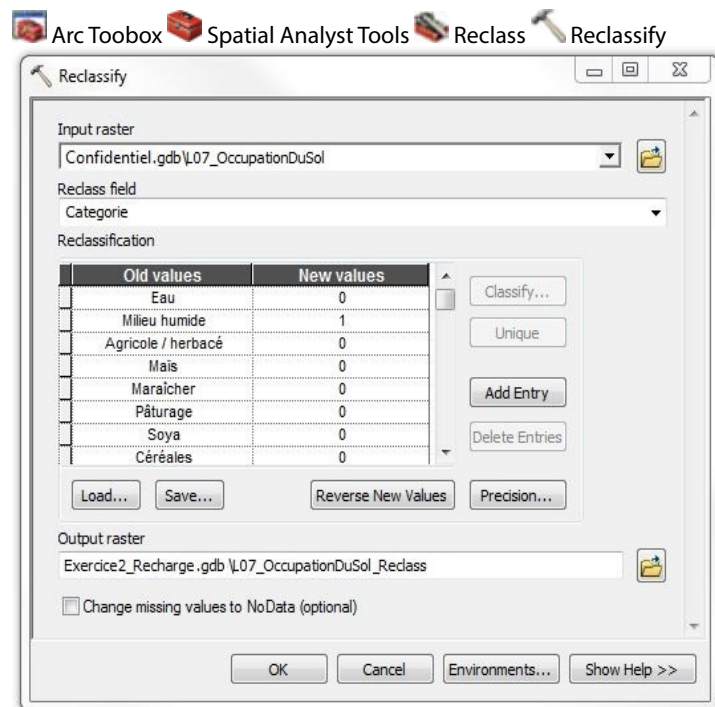 Arc Toobox Spatial Analyst Tools Reclass Reclassify
Reclassify
Input raster
Confidentiel.gdb\L07_OccupationDuSol
Reclass field
Categorie
Reclassification
Old values New values
Eau 0
Milieu humide 1
Agricole / herbacé 0
Maïs 0
Maraîcher 0
Pâturage 0
Soya 0
Céréales 0
Classify...
Unique
Add Entry
Delete Entries
Load... Save... Reverse New Values Precision...
Output raster
Exercice2_Recharge.gdb \L07_OccupationDuSol_Reclass
Change missing values to NoData (optional)
OK Cancel Environments... Show Help >>